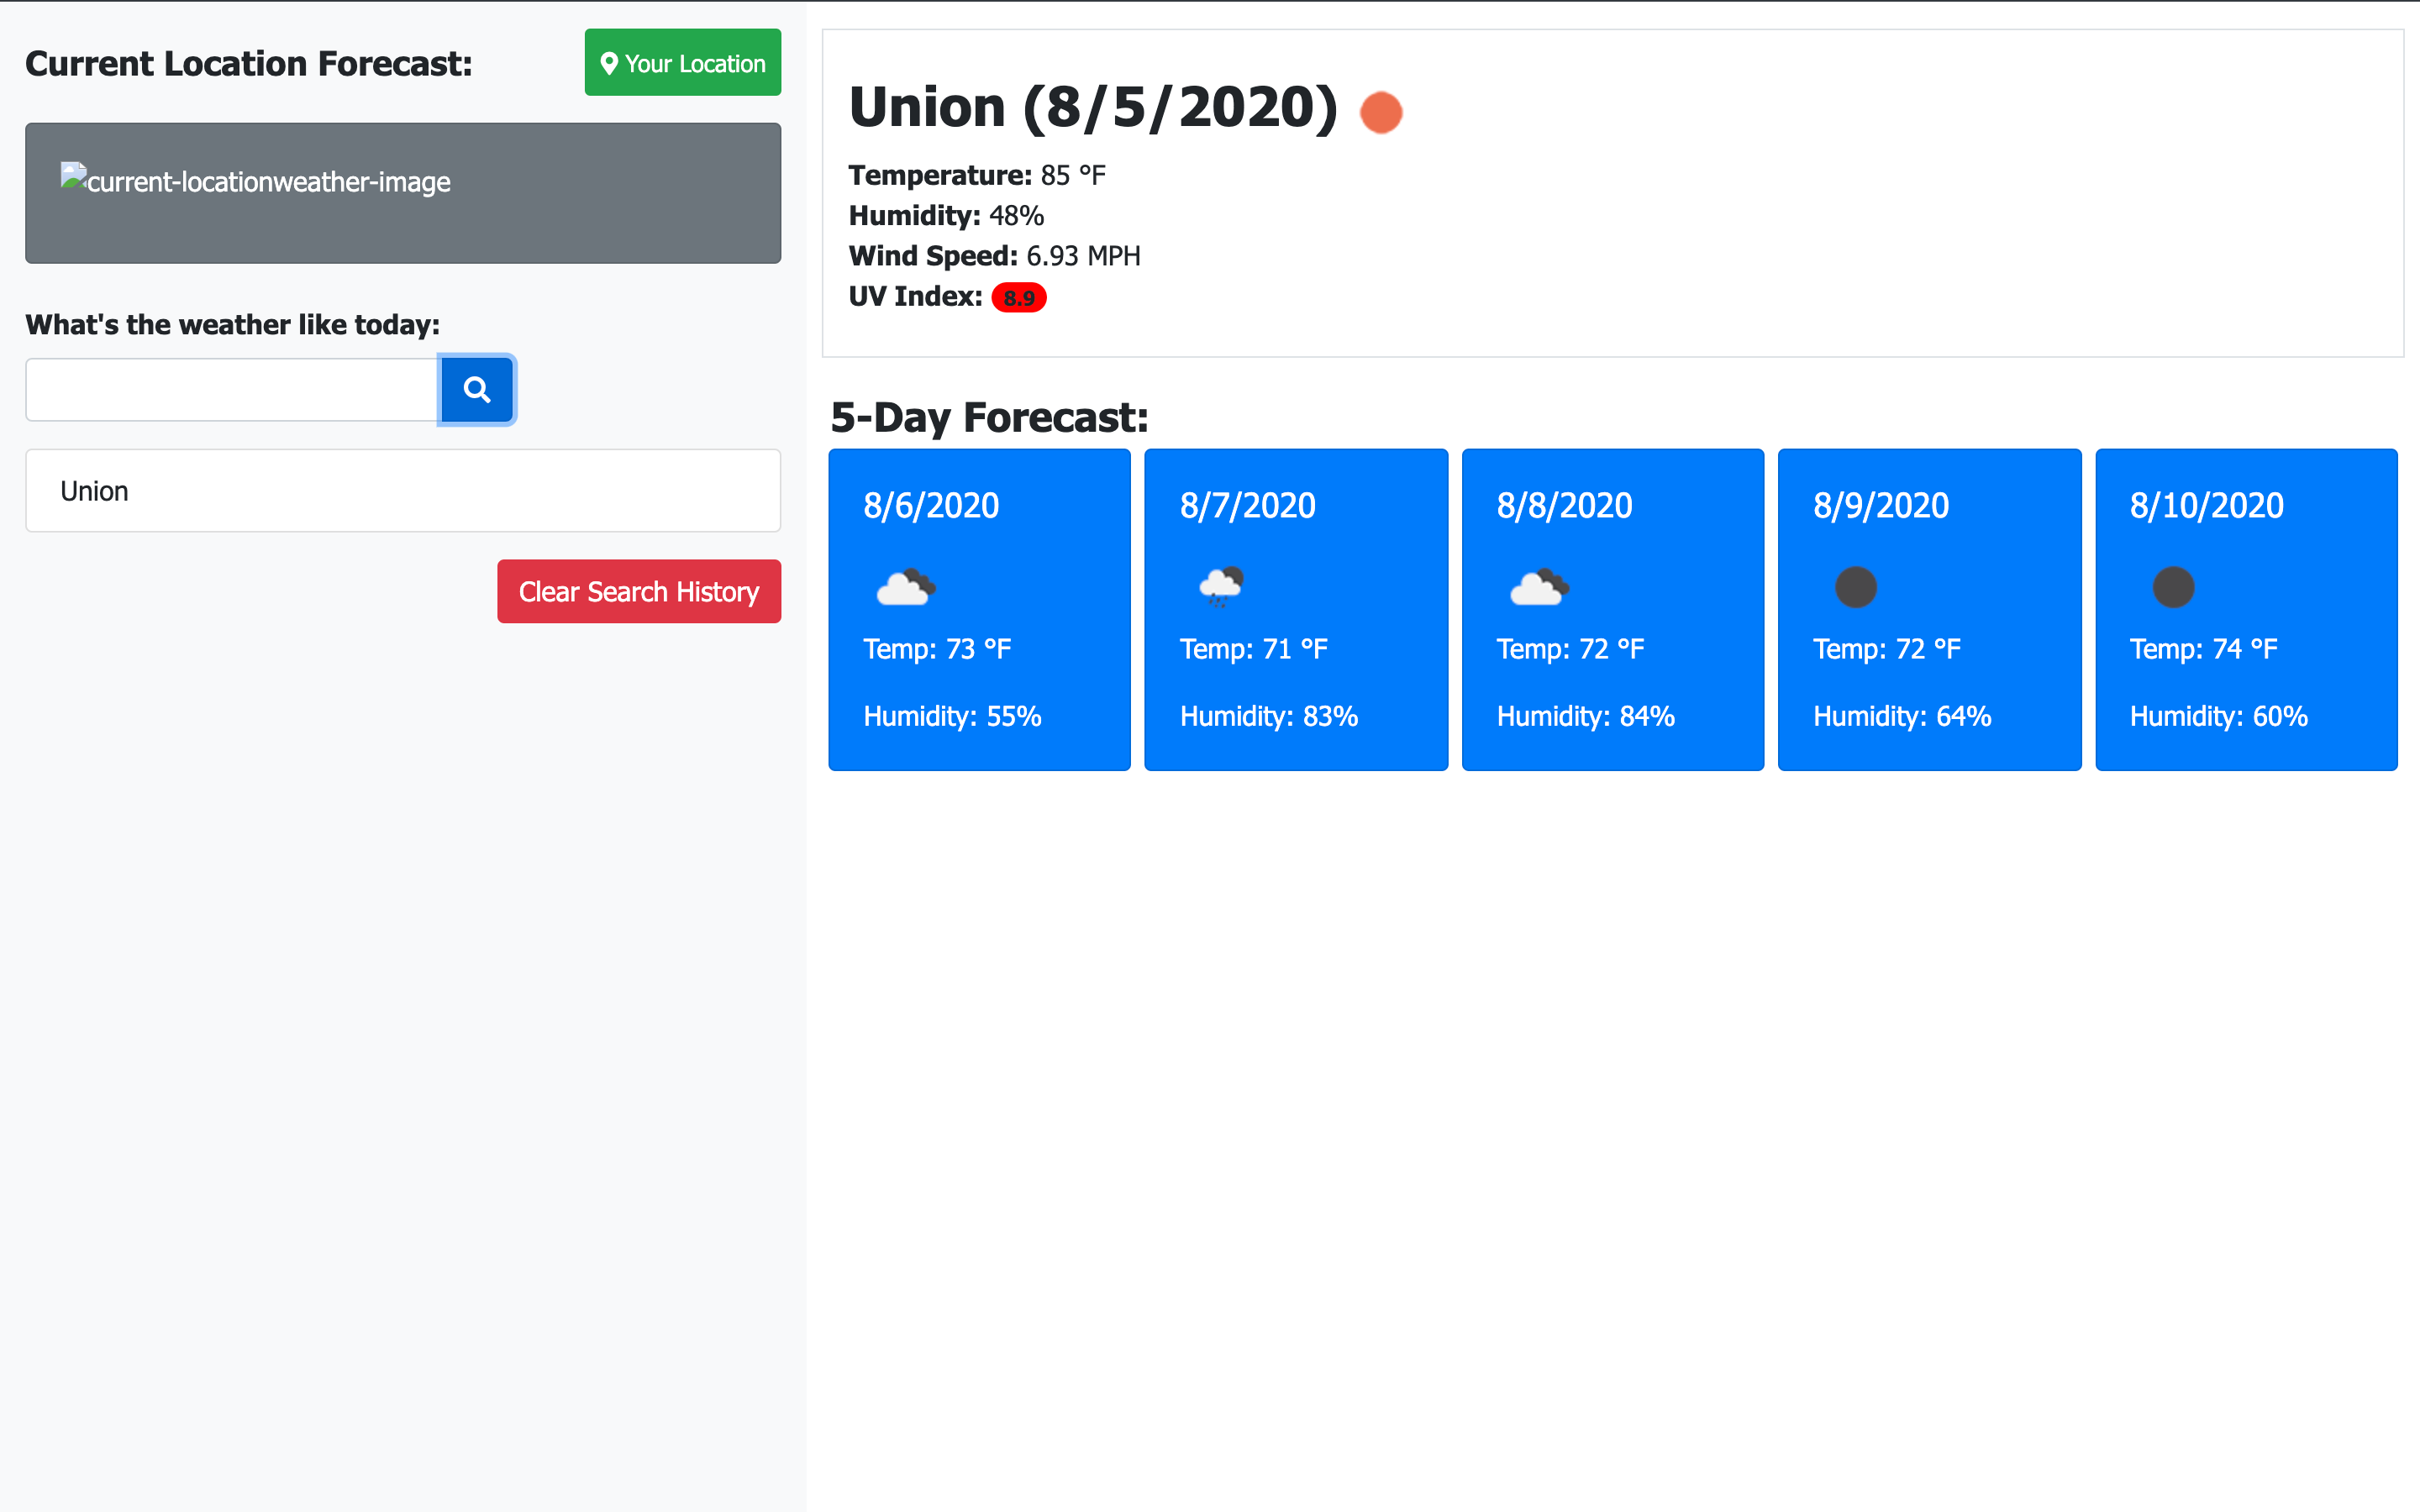 Current Location Forecast:
Your Location
current-locationweather-image
What's the weather like today:
Union
Clear Search History
Union (8/5/2020)
Temperature: 85 °F
Humidity: 48%
Wind Speed: 6.93 MPH
UV Index: 8.9
5-Day Forecast:
8/6/2020
Temp: 73 °F
Humidity: 55%
8/7/2020
Temp: 71 °F
Humidity: 83%
8/8/2020
Temp: 72 °F
Humidity: 84%
8/9/2020
Temp: 72 °F
Humidity: 64%
8/10/2020
Temp: 74 °F
Humidity: 60%